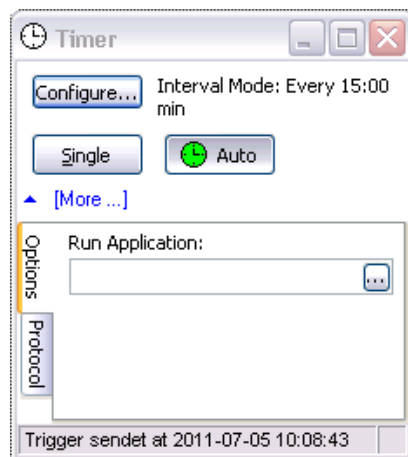 Timer
Configure...
Interval Mode: Every 15:00
min
Single
Auto
[More ...]
Options
Run Application:
...
Protocol
Trigger sendet at 2011-07-05 10:08:43